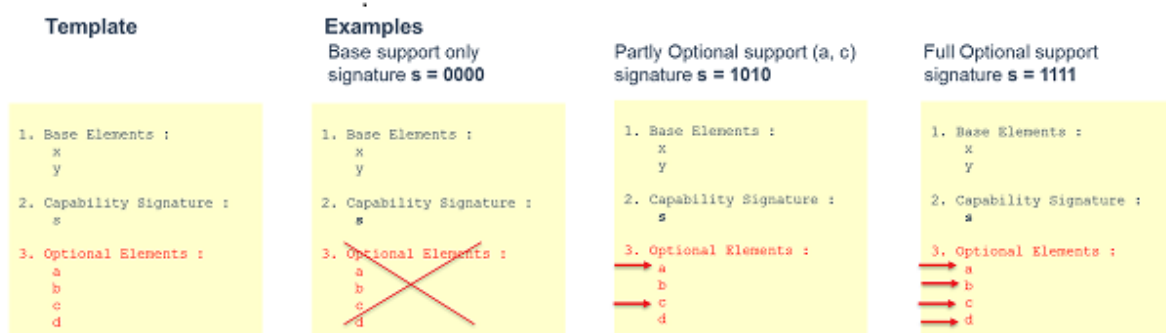 Template
Examples
Base support only
signature s = 0000
Partly Optional support (a, c)
signature s = 1010
Full Optional support
signature s = 1111
1. Base Elements :
x
y
2. Capability Signature :
s
3. Optional Elements :
a
b
c
d
1. Base Elements :
x
y
2. Capability Signature :
s
3. Optional Elements :
a
b
c
d
1. Base Elements :
x
y
2. Capability Signature :
s
3. Optional Elements :
a
b
c
d
1. Base Elements :
x
y
2. Capability Signature :
s
3. Optional Elements :
a
b
c
d